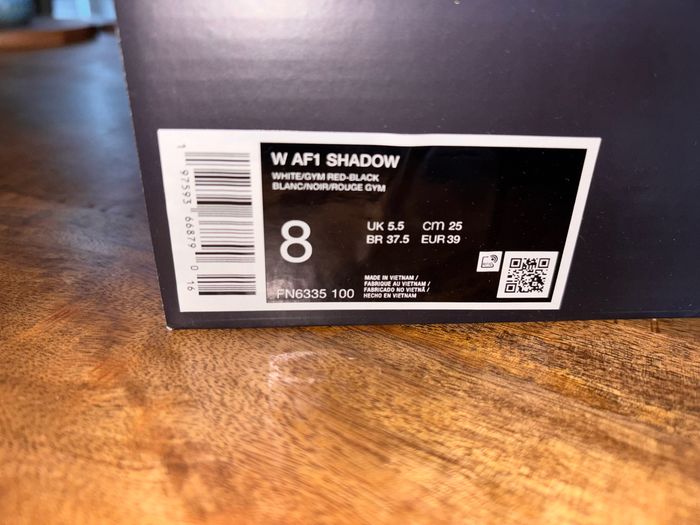 W AF1 SHADOW
WHITE/GYM RED-BLACK
BLANC/NOIR/ROUGE GYM
8
UK 5.5 cm 25
BR 37.5 EUR 39
FN6335 100
MADE IN VIETNAM /
FABRIQUE AU VIETNAM /
FABRICADO NO VIETNÃ /
HECHO EN VIETNAM
1 97593 66879 0 16